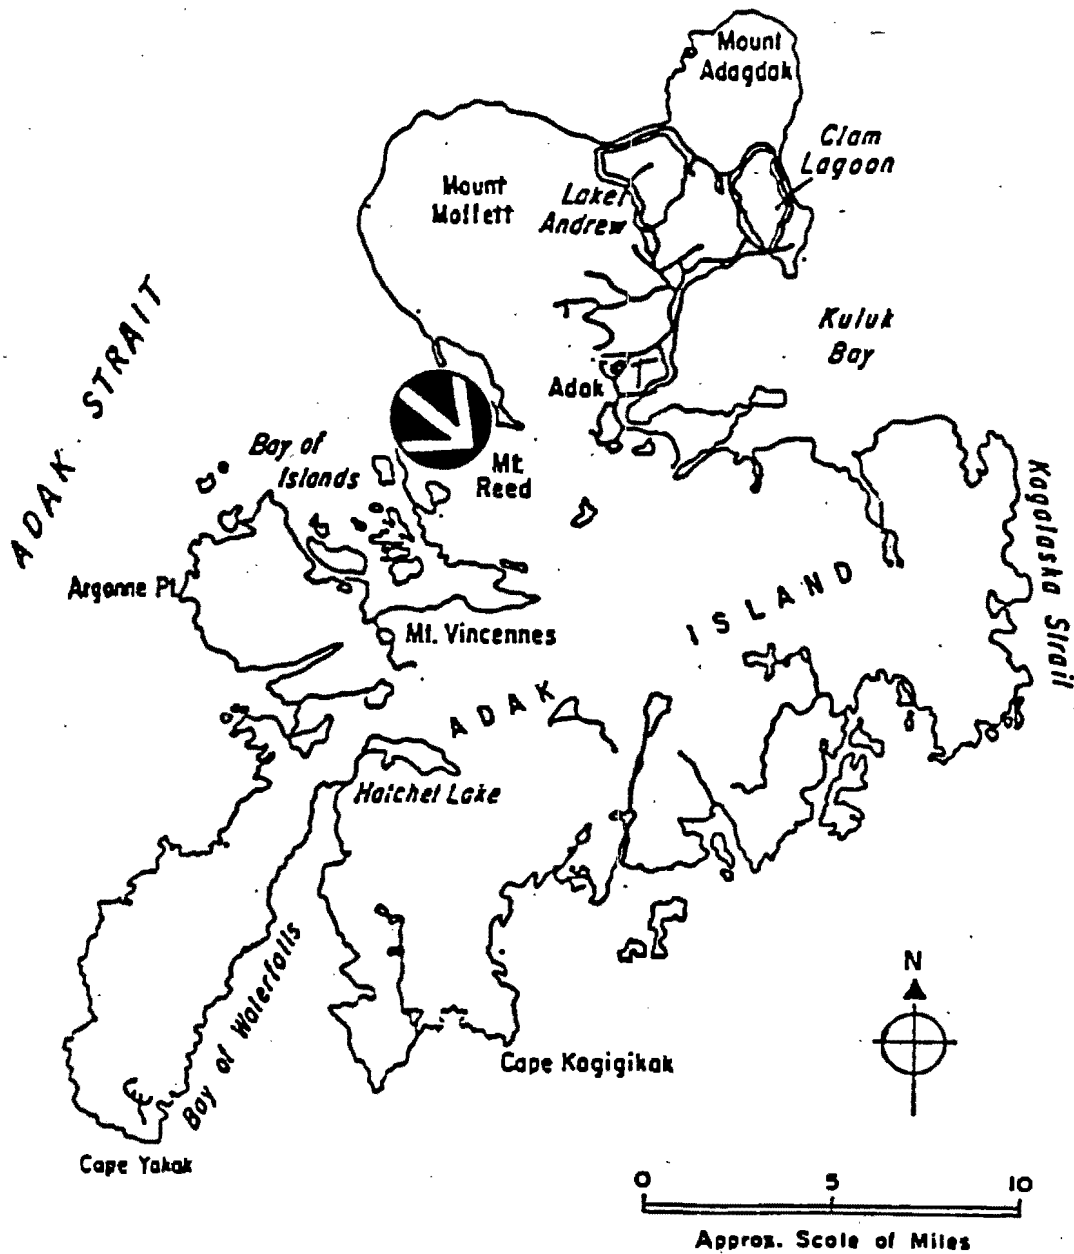 Mount
Adagdak
Clam
Lagoon
Mount
Moffett
Lake
Andrew
ADAK STRAIT
Kuluk
Bay
Adak
Bay of
Islands
Mt.
Reed
Kagalaska Strait
Argonne Pt.
Mt. Vincennes
ADAK ISLAND
Hatchet Lake
Bay of Waterfalls
N
Cape Kagigikak
Cape Yakak
0 5 10
Approx. Scale of Miles